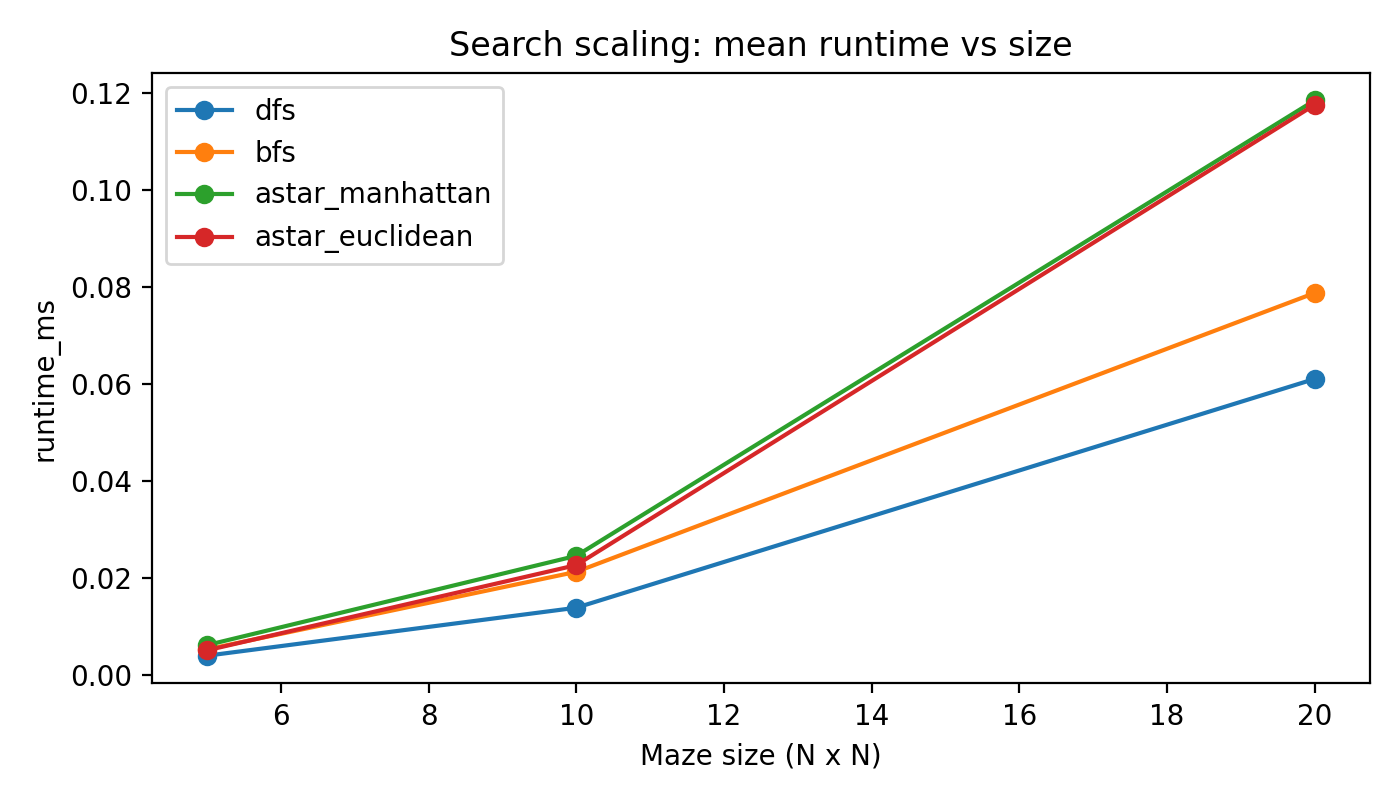 Search scaling: mean runtime vs size
dfs
bfs
astar_manhattan
astar_euclidean
runtime_ms
0.12
0.10
0.08
0.06
0.04
0.02
0.00
6 8 10 12 14 16 18 20
Maze size (N x N)